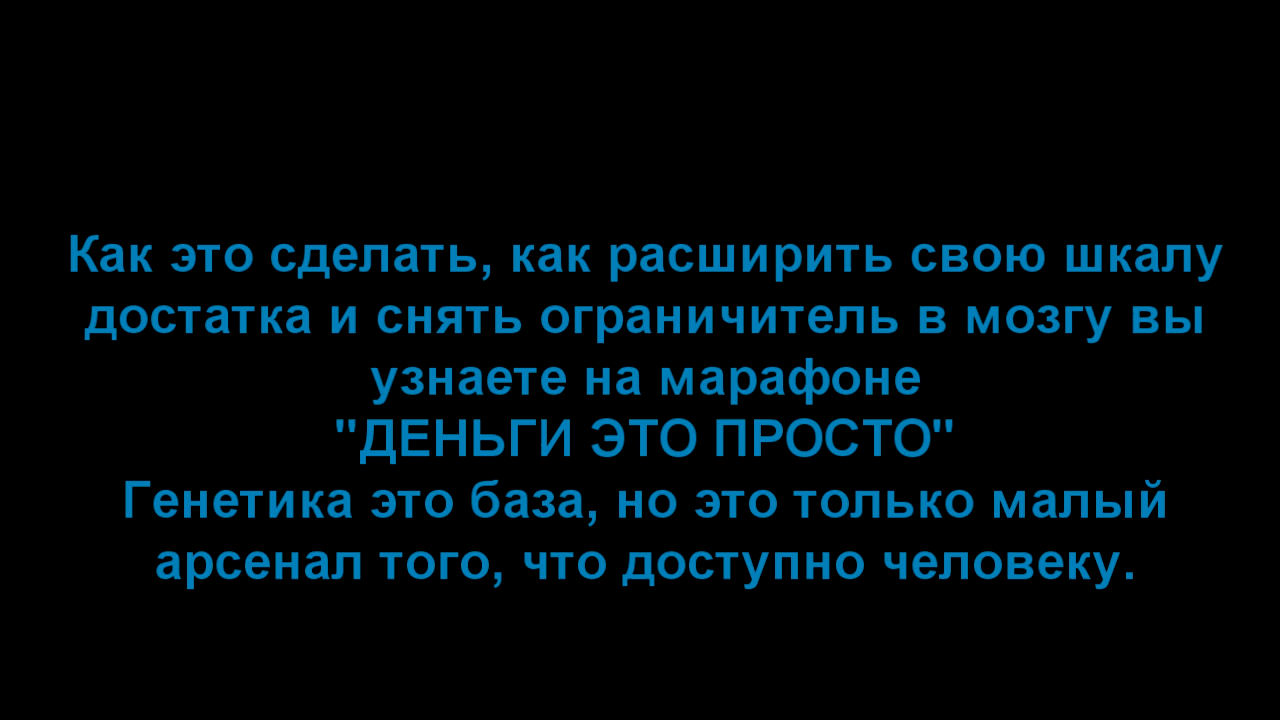 Как это сделать, как расширить свою шкалу
достатка и снять ограничитель в мозгу вы
узнаете на марафоне
"ДЕНЬГИ ЭТО ПРОСТО"
Генетика это база, но это только малый
арсенал того, что доступно человеку.